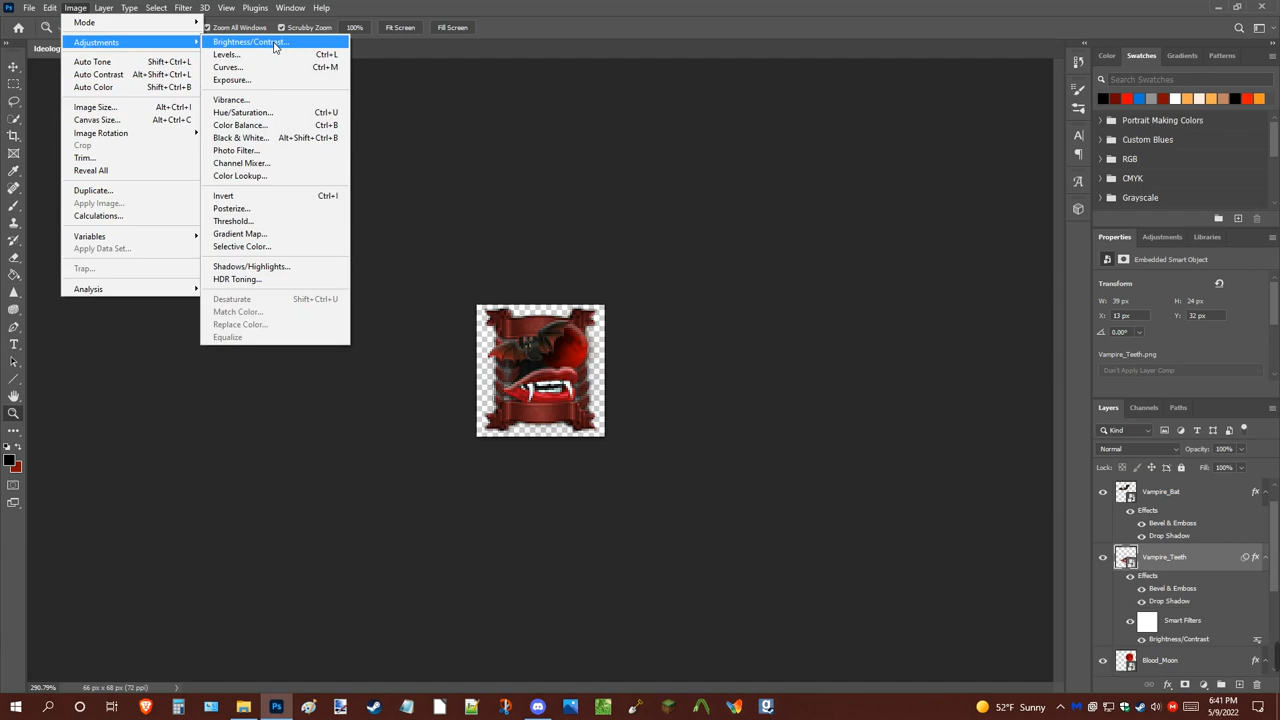 File Edit Image Layer Type Select Filter 3D View Plugins Window Help
Zoom All Windows Scrubby Zoom 100% Fit Screen Fill Screen
Ideolog
Mode
Adjustments
Auto Tone Shift+Ctrl+L
Auto Contrast Alt+Shift+Ctrl+L
Auto Color Shift+Ctrl+B
Image Size... Alt+Ctrl+I
Canvas Size... Alt+Ctrl+C
Image Rotation
Crop
Trim...
Reveal All
Duplicate...
Apply Image...
Calculations...
Variables
Apply Data Set...
Trap...
Analysis
Brightness/Contrast...
Levels... Ctrl+L
Curves... Ctrl+M
Exposure...
Vibrance...
Hue/Saturation... Ctrl+U
Color Balance... Ctrl+B
Black & White... Alt+Shift+Ctrl+B
Photo Filter...
Channel Mixer...
Color Lookup...
Invert Ctrl+I
Posterize...
Threshold...
Gradient Map...
Selective Color...
Shadows/Highlights...
HDR Toning...
Desaturate Shift+Ctrl+U
Match Color...
Replace Color...
Equalize
Color Swatches Gradients Patterns
Search Swatches
Portrait Making Colors
Custom Blues
RGB
CMYK
Grayscale
Properties Adjustments Libraries
Embedded Smart Object
Transform
W: 39 px H: 24 px
X: 13 px Y: 32 px
0.00°
Vampire_Teeth.png
Don't Apply Layer Comp
Layers Channels Paths
Kind
Normal Opacity: 100%
Lock: Fill: 100%
Vampire_Bat fx
Effects
Bevel & Emboss
Drop Shadow
Vampire_Teeth fx
Effects
Bevel & Emboss
Drop Shadow
Smart Filters
Brightness/Contrast
Blood_Moon fx
290.79% 66 px x 68 px (72 ppi)
52°F Sunny
6:41 PM
5/9/2022